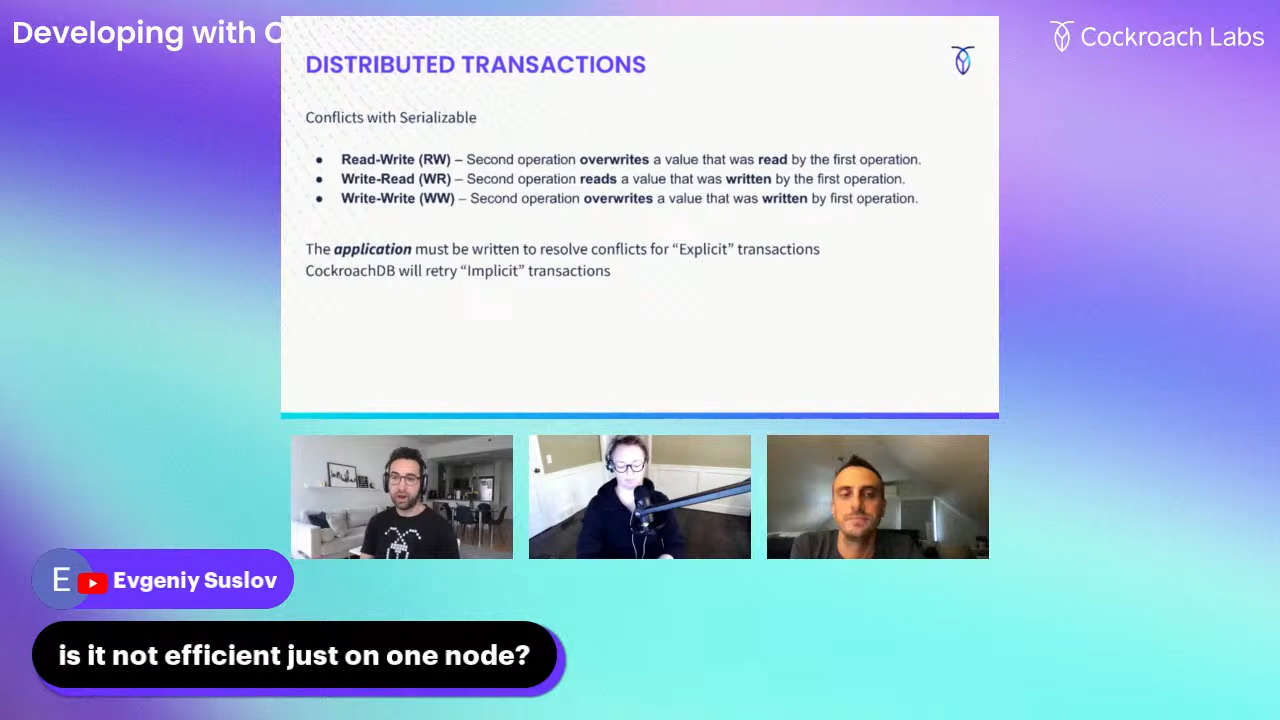 Developing with C
Cockroach Labs
DISTRIBUTED TRANSACTIONS
Conflicts with Serializable
● Read-Write (RW) – Second operation overwrites a value that was read by the first operation.
● Write-Read (WR) – Second operation reads a value that was written by the first operation.
● Write-Write (WW) – Second operation overwrites a value that was written by first operation.
The application must be written to resolve conflicts for “Explicit” transactions
CockroachDB will retry “Implicit” transactions
E Evgeniy Suslov
is it not efficient just on one node?